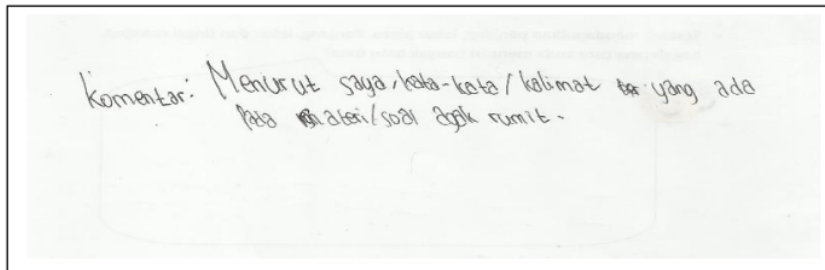 Komentar: Menurut saya, kata-kata/kalimat yang ada
pada materi/soal agak rumit.